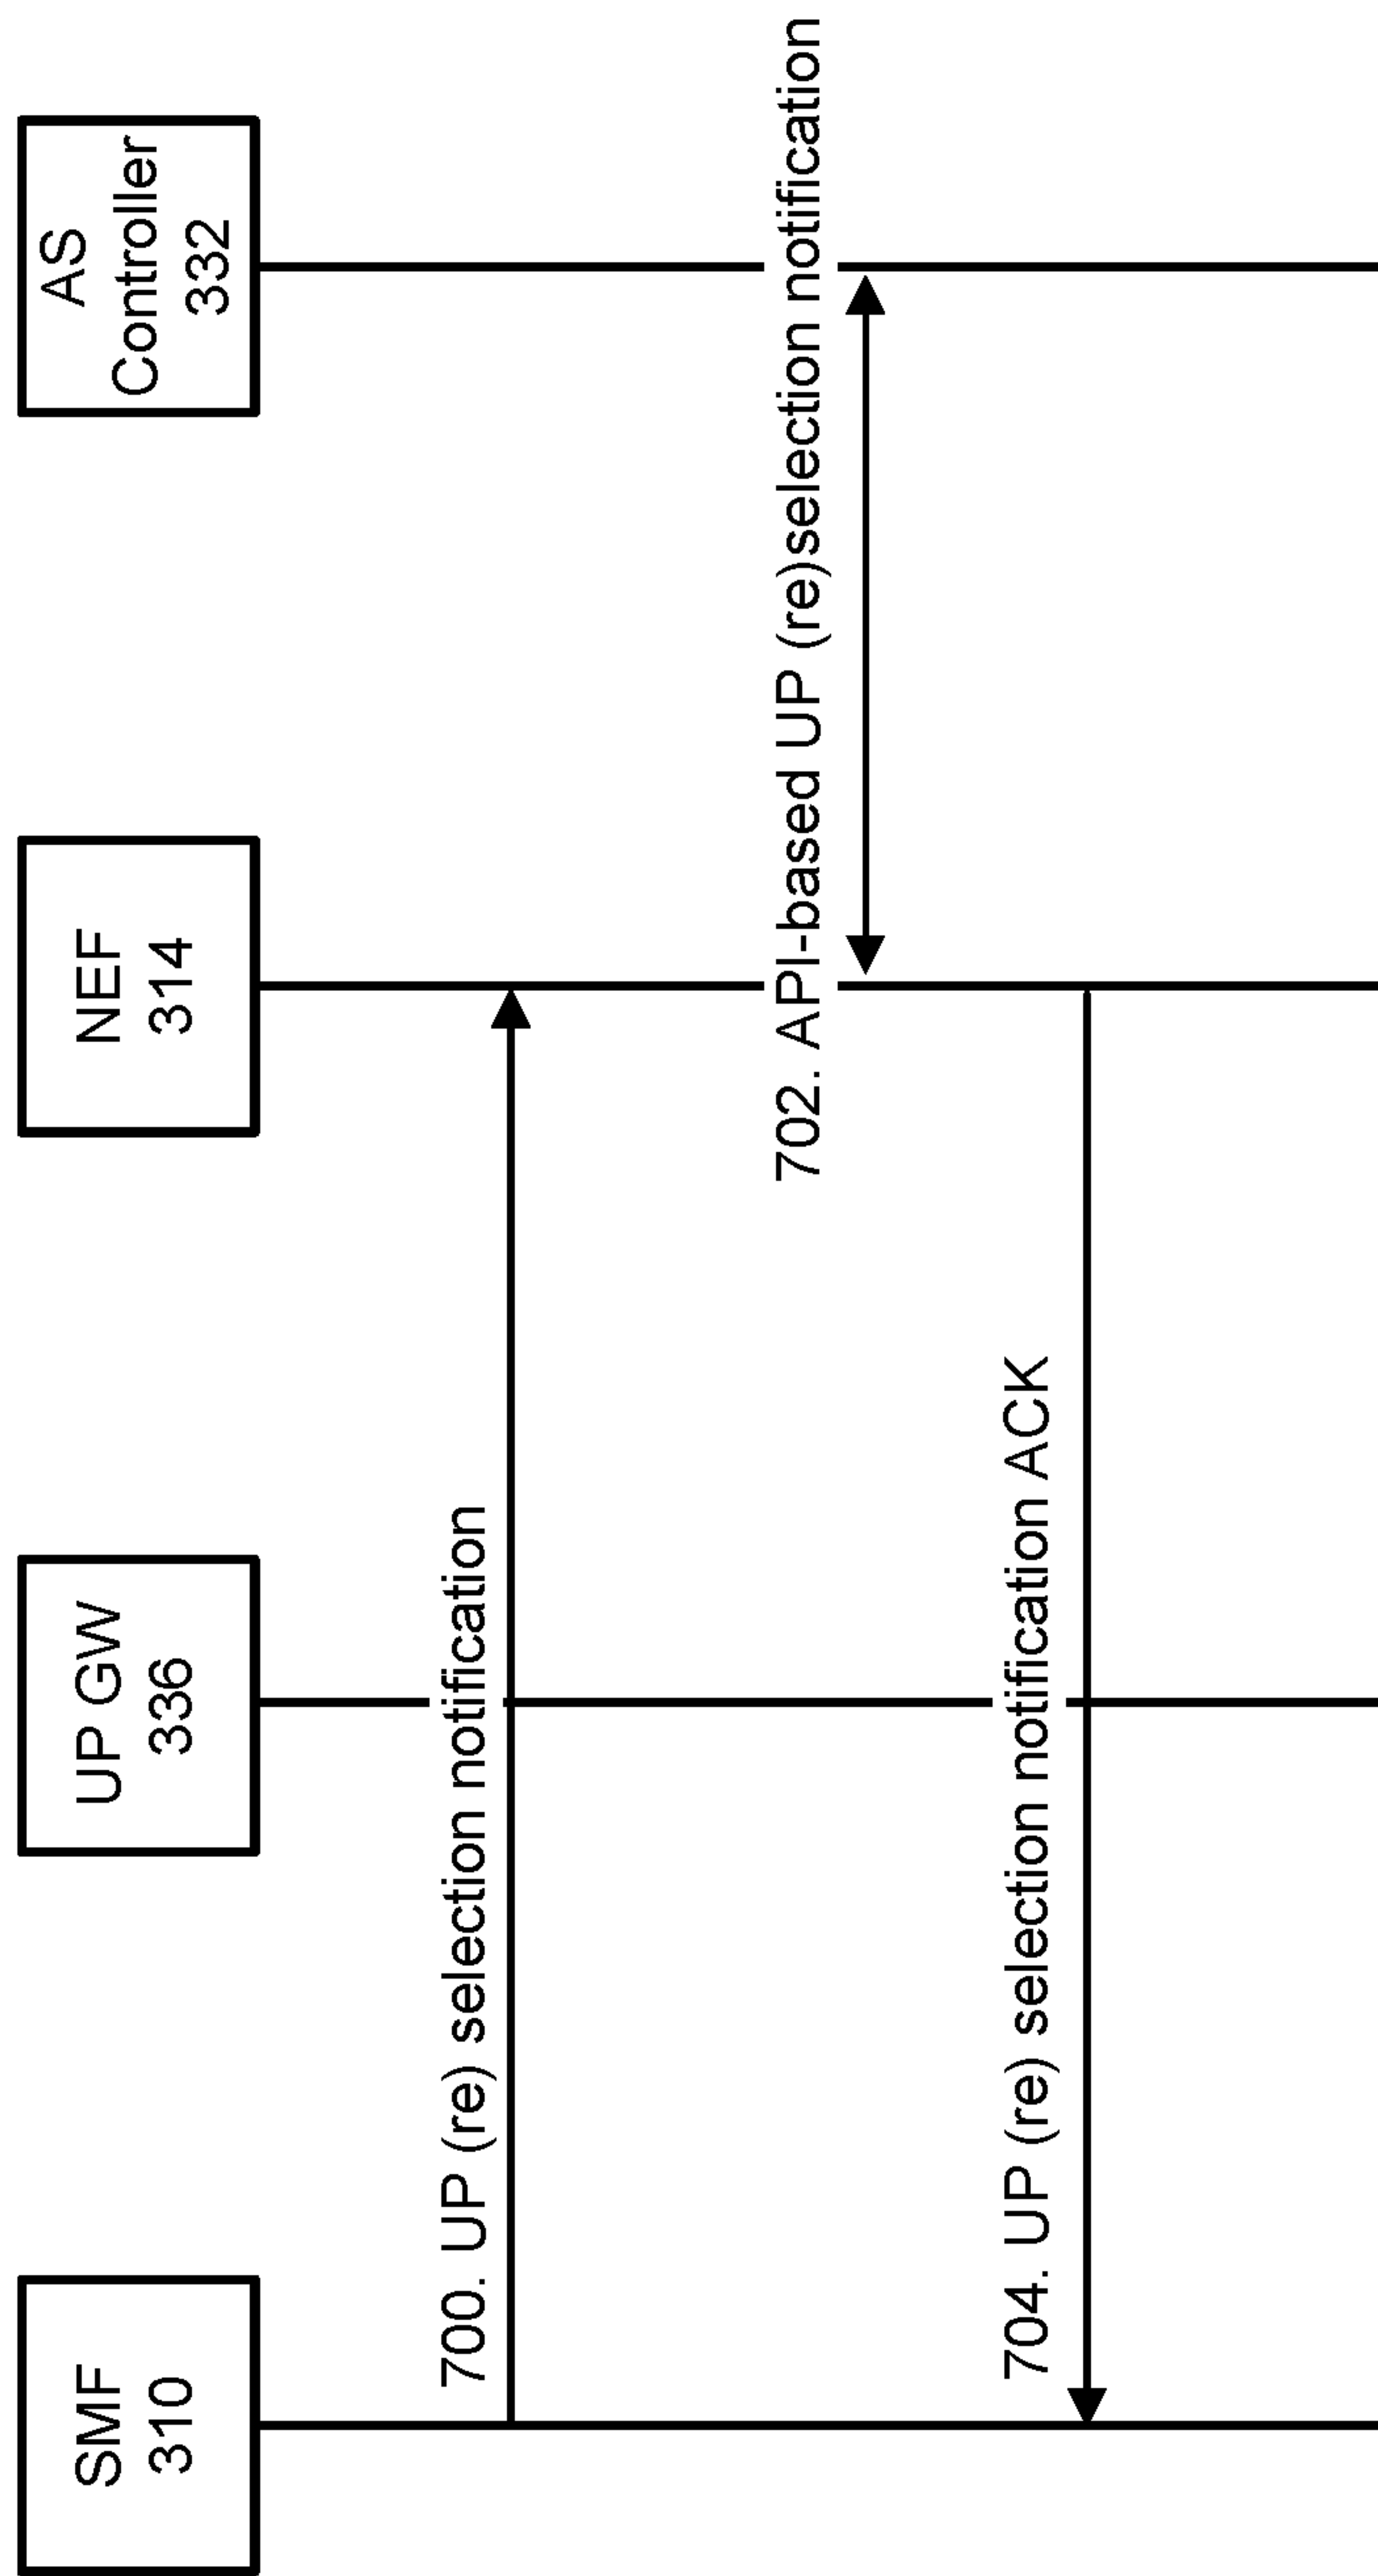 SMF
310
UP GW
336
NEF
314
AS
Controller
332
700. UP (re) selection notification
702. API-based UP (re)selection notification
704. UP (re) selection notification ACK